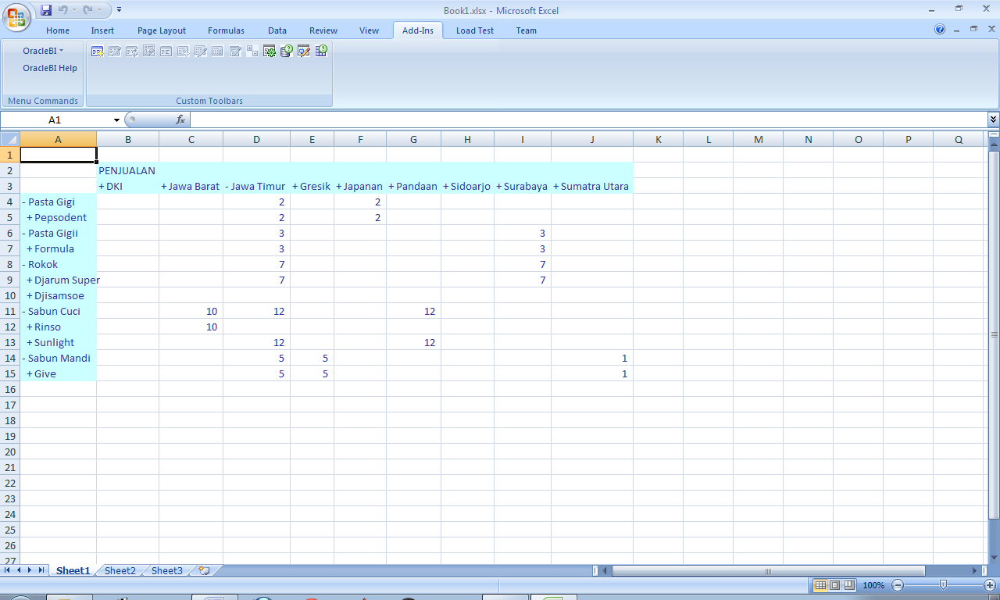 Book1.xlsx - Microsoft Excel
Home Insert Page Layout Formulas Data Review View Add-Ins Load Test Team
OracleBI
OracleBI Help
Menu Commands Custom Toolbars
A1 fx
A B C D E F G H I J K L M N O P Q
1
2 PENJUALAN
3 + DKI + Jawa Barat - Jawa Timur + Gresik + Japanan + Pandaan + Sidoarjo + Surabaya + Sumatra Utara
4 - Pasta Gigi 2 2
5 + Pepsodent 2 2
6 - Pasta Gigii 3 3
7 + Formula 3 3
8 - Rokok 7 7
9 + Djarum Super 7 7
10 + Djisamsoe
11 - Sabun Cuci 10 12 12
12 + Rinso 10
13 + Sunlight 12 12
14 - Sabun Mandi 5 5 1
15 + Give 5 5 1
16
17
18
19
20
21
22
23
24
25
26
27
Sheet1 Sheet2 Sheet3
100%